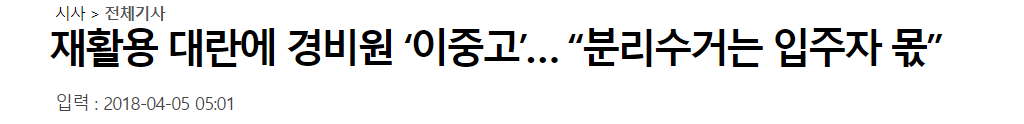 시사 > 전체기사
재활용 대란에 경비원 ‘이중고’… “분리수거는 입주자 몫”
입력 : 2018-04-05 05:01